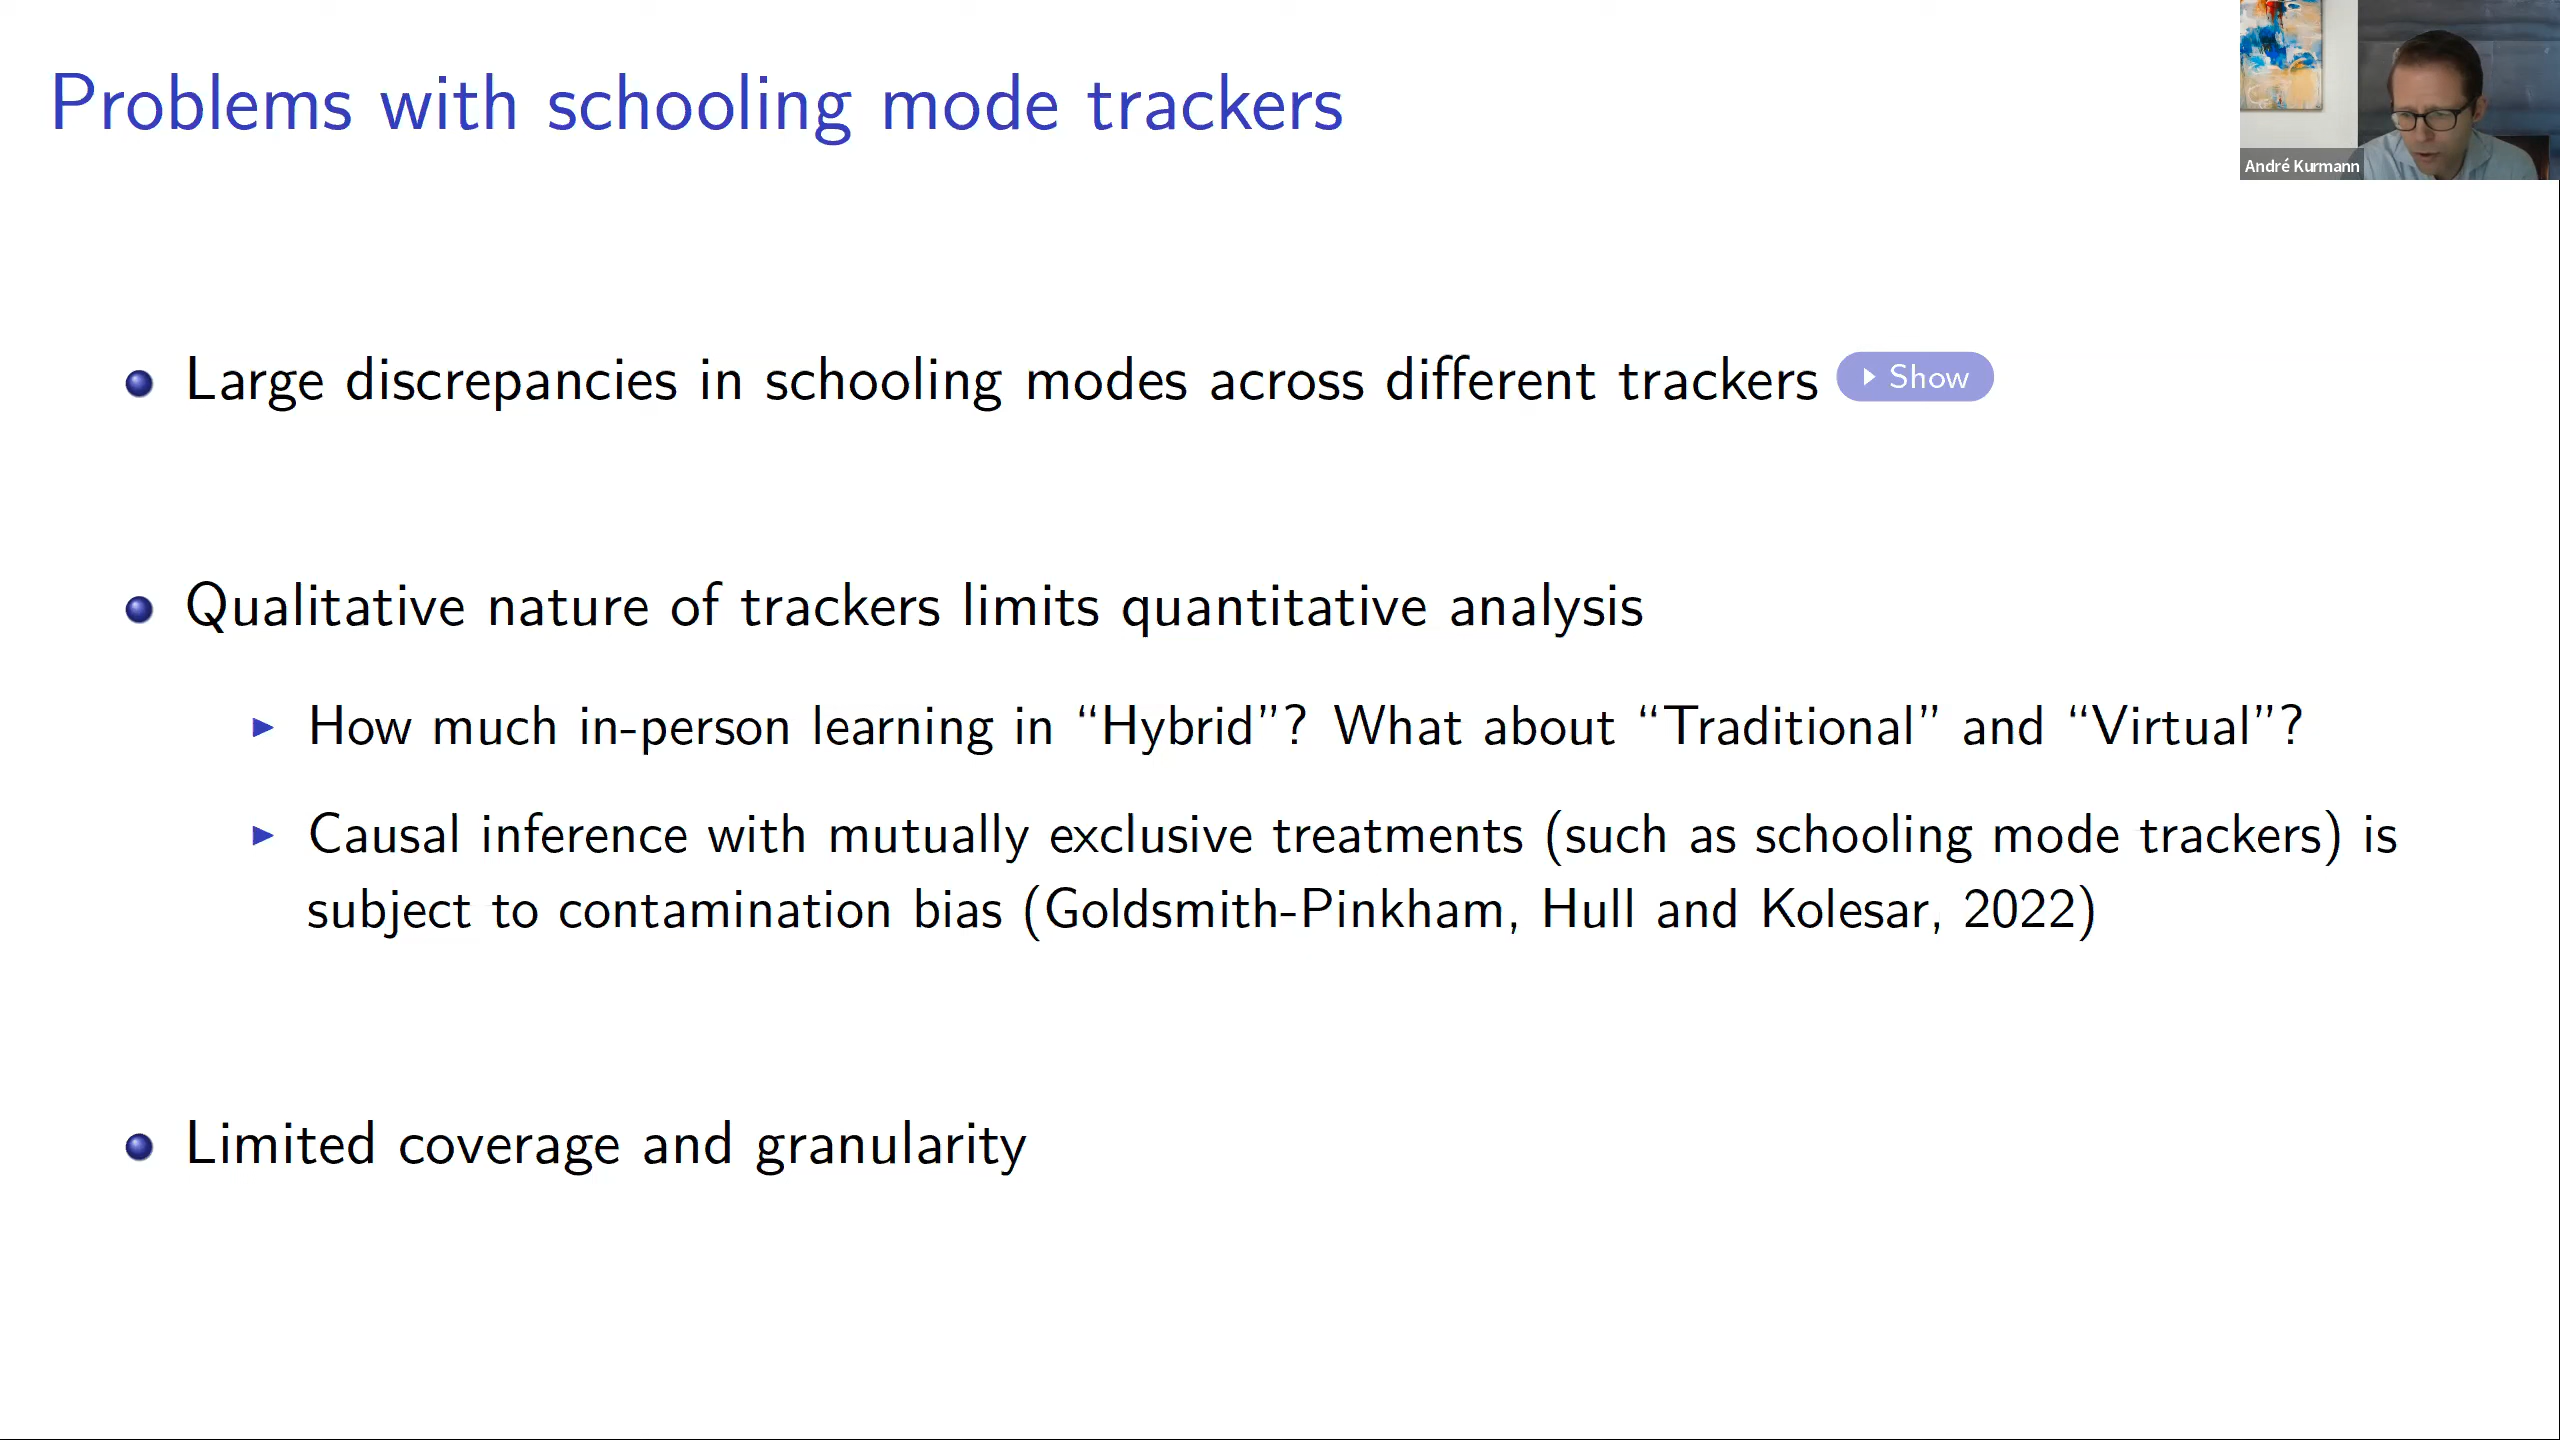 Problems with schooling mode trackers
André Kurmann
Large discrepancies in schooling modes across different trackers Show
Qualitative nature of trackers limits quantitative analysis
How much in-person learning in “Hybrid”? What about “Traditional” and “Virtual”?
Causal inference with mutually exclusive treatments (such as schooling mode trackers) is
subject to contamination bias (Goldsmith-Pinkham, Hull and Kolesar, 2022)
Limited coverage and granularity